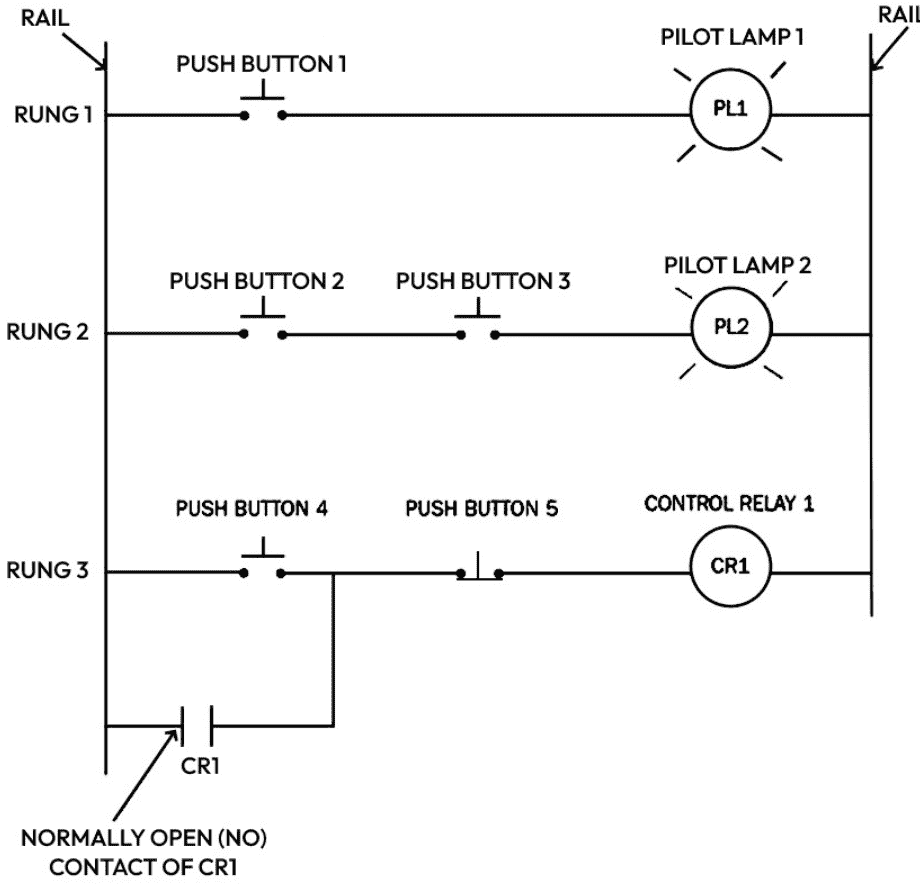 RAIL
RAIL
PUSH BUTTON 1
PILOT LAMP 1
RUNG 1
PL1
PUSH BUTTON 2
PUSH BUTTON 3
PILOT LAMP 2
RUNG 2
PL2
PUSH BUTTON 4
PUSH BUTTON 5
CONTROL RELAY 1
RUNG 3
CR1
CR1
NORMALLY OPEN (NO)
CONTACT OF CR1